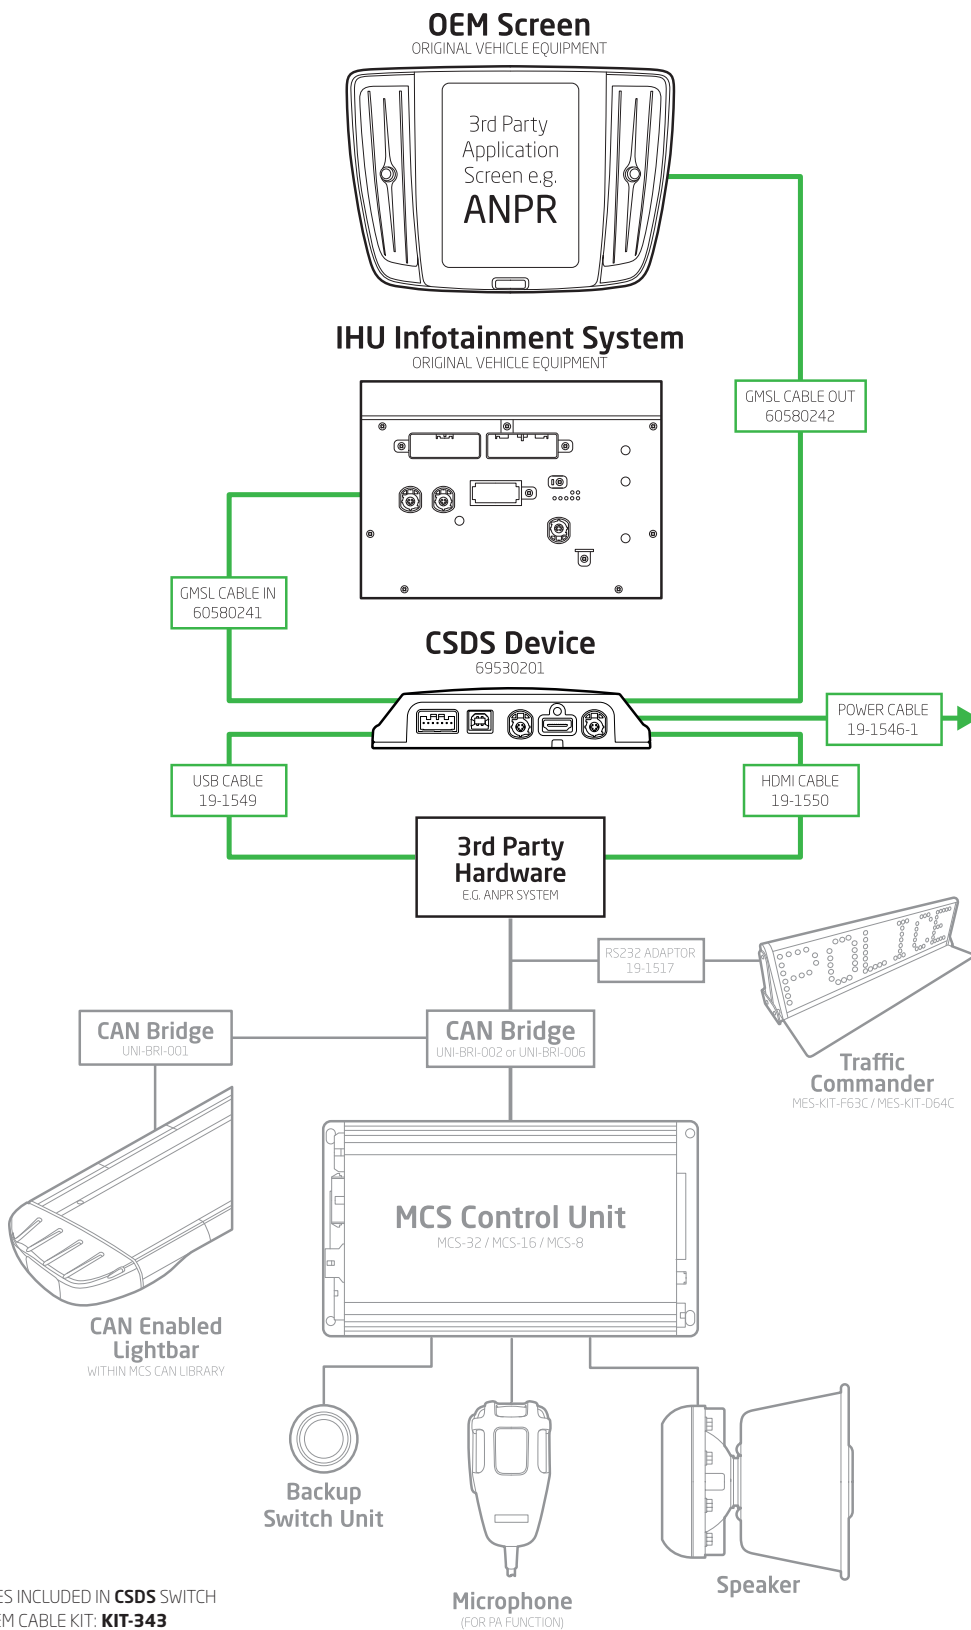 OEM Screen
ORIGINAL VEHICLE EQUIPMENT
3rd Party
Application
Screen e.g.
ANPR
IHU Infotainment System
ORIGINAL VEHICLE EQUIPMENT
GMSL CABLE OUT
60580242
GMSL CABLE IN
60580241
CSDS Device
69530201
POWER CABLE
19-1546-1
USB CABLE
19-1549
HDMI CABLE
19-1550
3rd Party
Hardware
E.G. ANPR SYSTEM
RS232 ADAPTOR
19-1517
CAN Bridge
UNI-BRI-001
CAN Bridge
UNI-BRI-002 or UNI-BRI-006
Traffic
Commander
MES-KIT-F63C / MES-KIT-D64C
MCS Control Unit
MCS-32 / MCS-16 / MCS-8
CAN Enabled
Lightbar
WITHIN MCS CAN LIBRARY
Backup
Switch Unit
Microphone
(FOR PA FUNCTION)
Speaker
ES INCLUDED IN CSDS SWITCH
EM CABLE KIT: KIT-343